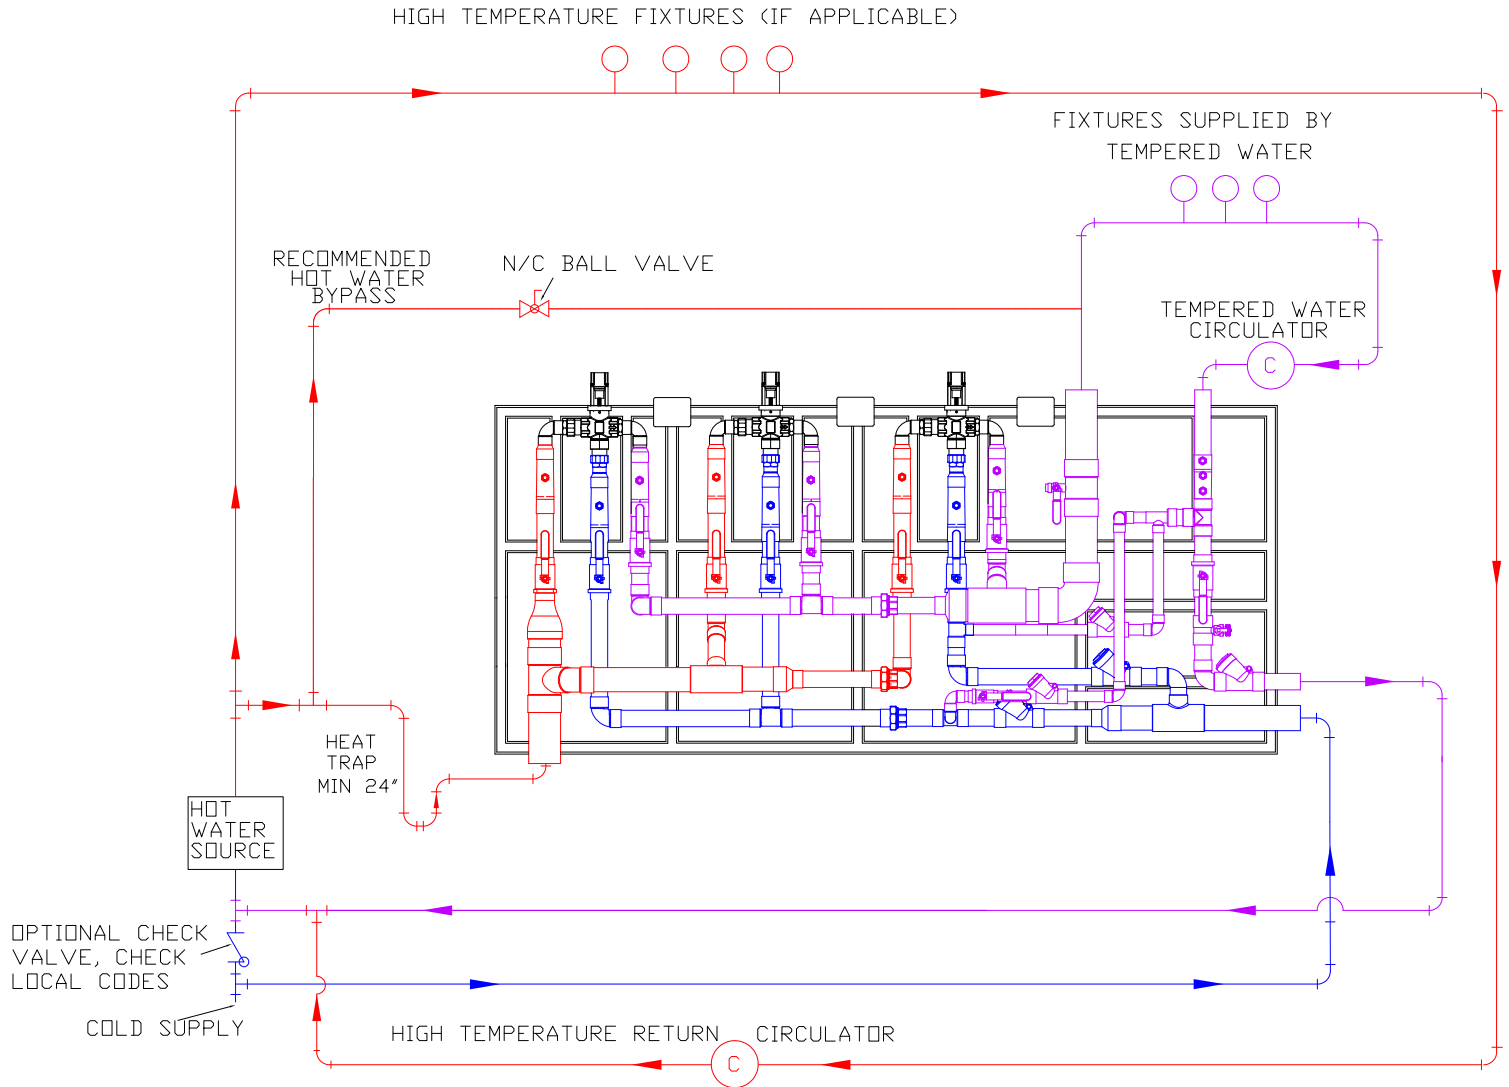 HIGH TEMPERATURE FIXTURES (IF APPLICABLE)
FIXTURES SUPPLIED BY
TEMPERED WATER
RECOMMENDED
HOT WATER
BYPASS
N/C BALL VALVE
TEMPERED WATER
CIRCULATOR
C
HEAT
TRAP
MIN 24"
HOT
WATER
SOURCE
OPTIONAL CHECK
VALVE, CHECK
LOCAL CODES
COLD SUPPLY
HIGH TEMPERATURE RETURN CIRCULATOR
C